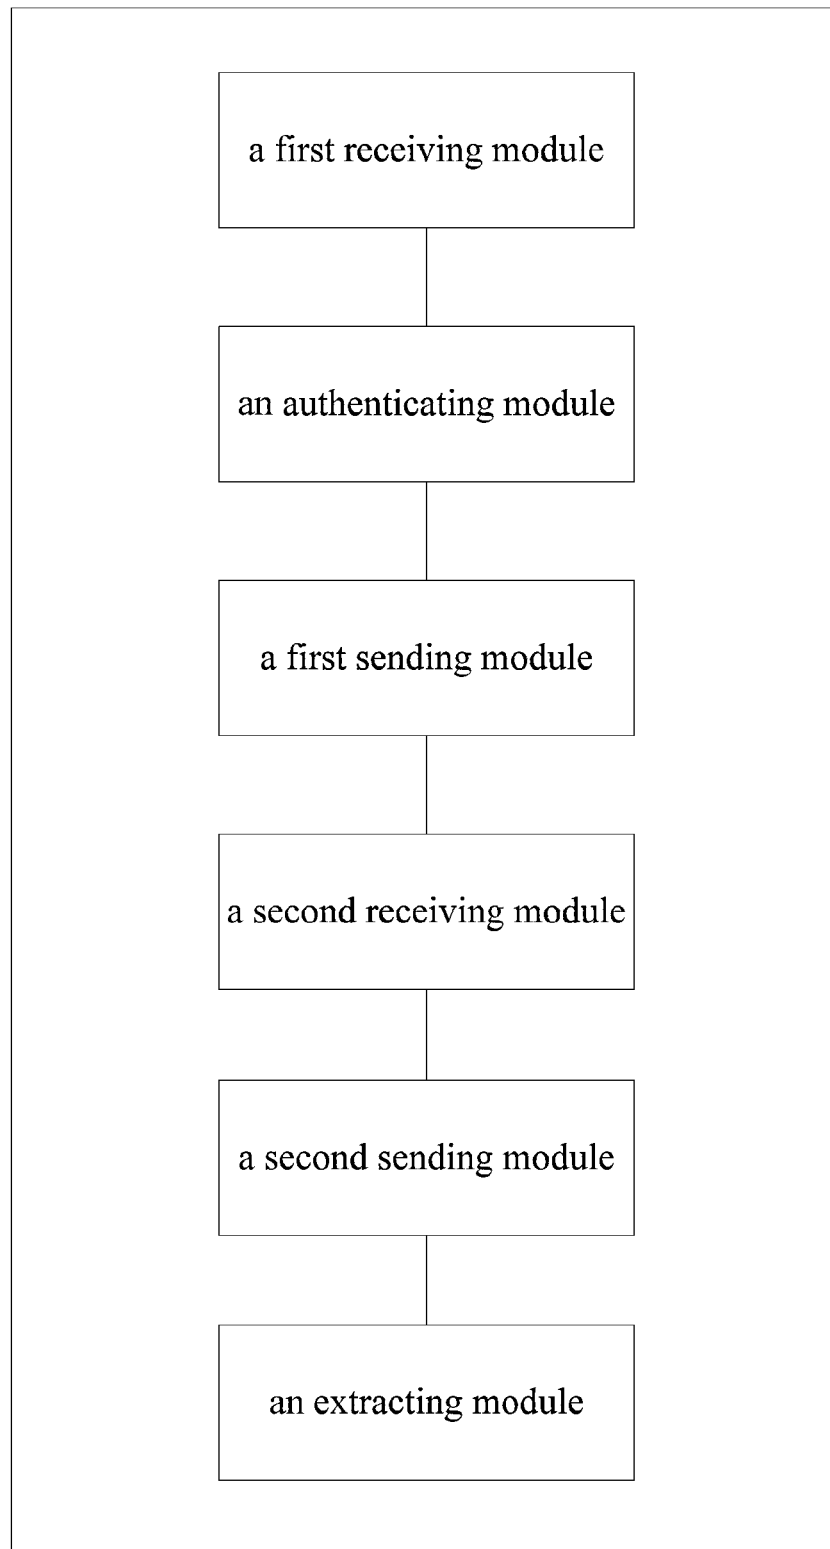 a first receiving module
an authenticating module
a first sending module
a second receiving module
a second sending module
an extracting module